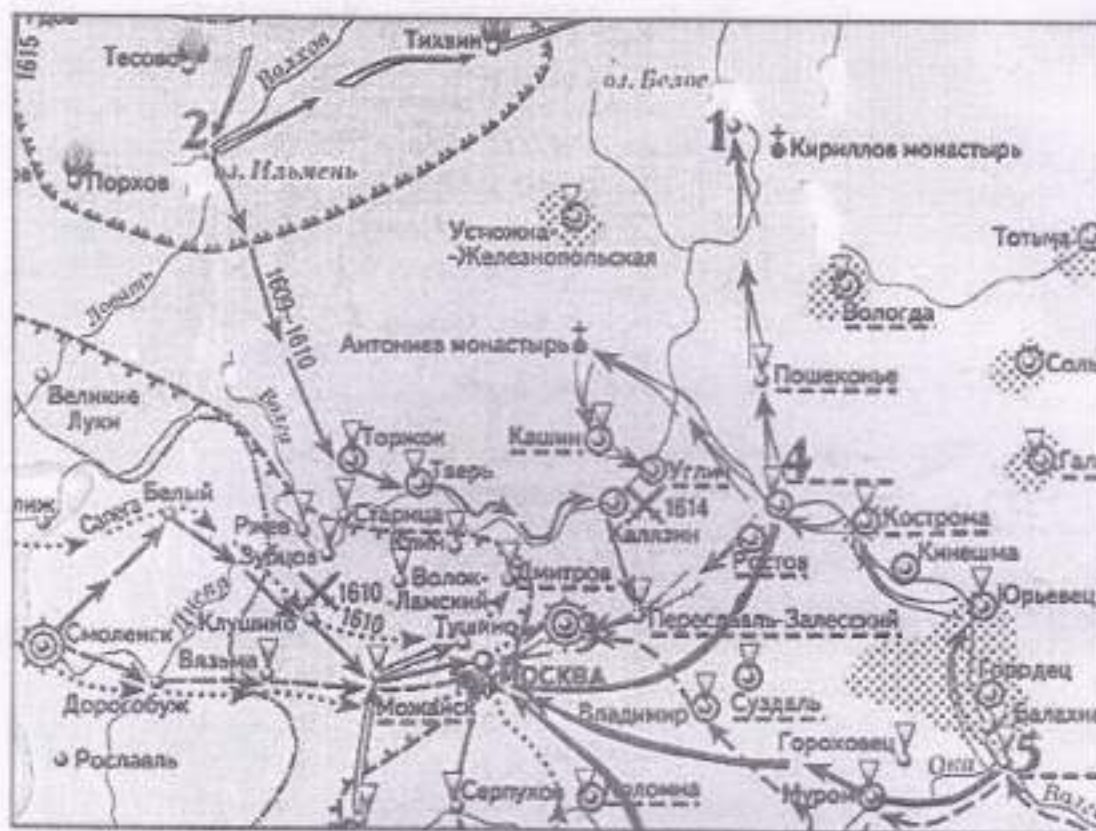 1615
Тесово
Волхов
Тихвин
оз. Белое
2
1
Кириллов монастырь
Порхов
оз. Ильмень
Устюжна-
-Железнопольская
Тотьма
Вологда
Ловать
1609-1610
Антониев монастырь
Пошехонье
Соль
Великие
Луки
Волга
Торжок
Кашин
Тверь
Углич
4
Гал
Белый
лиж
Сапега
Ржев
Старица
1614
Кострома
Калязин
Зубцов
Клин
Ростов
Кинешма
Волок-
Ламский
Дмитров
1610
1610
Юрьевец
Клушино
Тушино
Переславль-Залесский
Смоленск
Вязьма
МОСКВА
Городец
Дорогобуж
Можайск
Владимир
Суздаль
Балахна
Гороховец
5
Рославль
Ока
Серпухов
Коломна
Муром